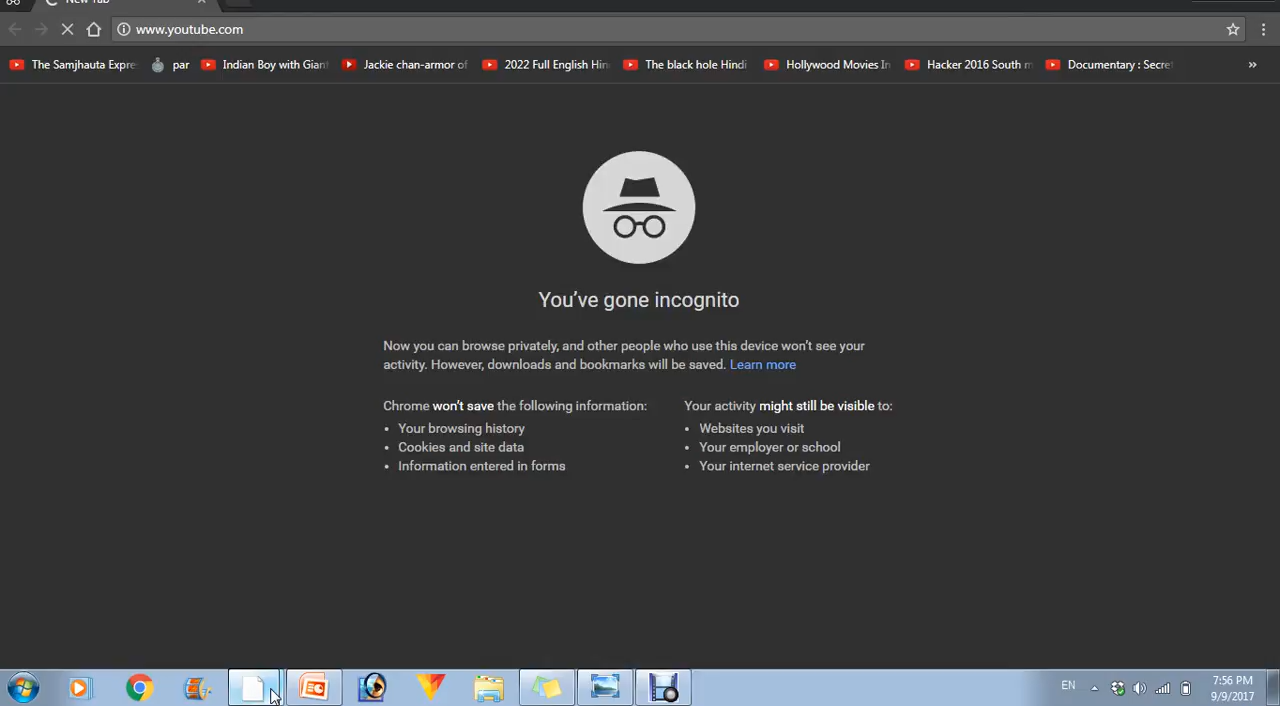 New Tab
www.youtube.com
The Samjhauta Expre
par
Indian Boy with Giant
Jackie chan-armor of
2022 Full English Hin
The black hole Hindi
Hollywood Movies In
Hacker 2016 South m
Documentary : Secre
»
You've gone incognito
Now you can browse privately, and other people who use this device won't see your
activity. However, downloads and bookmarks will be saved. Learn more
Chrome won't save the following information:
• Your browsing history
• Cookies and site data
• Information entered in forms
Your activity might still be visible to:
• Websites you visit
• Your employer or school
• Your internet service provider
EN
7:56 PM
9/9/2017